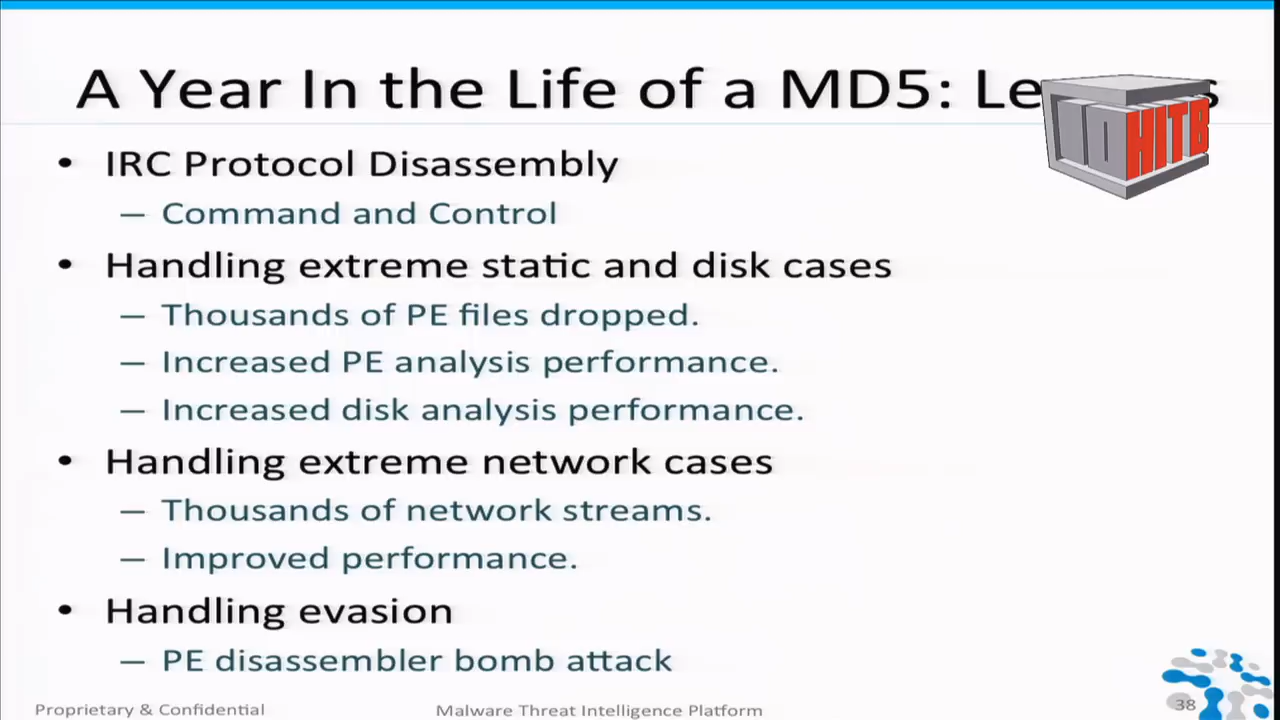 A Year In the Life of a MD5: Le s
HITB
• IRC Protocol Disassembly
– Command and Control
• Handling extreme static and disk cases
– Thousands of PE files dropped.
– Increased PE analysis performance.
– Increased disk analysis performance.
• Handling extreme network cases
– Thousands of network streams.
– Improved performance.
• Handling evasion
– PE disassembler bomb attack
Proprietary & Confidential
Malware Threat Intelligence Platform
38